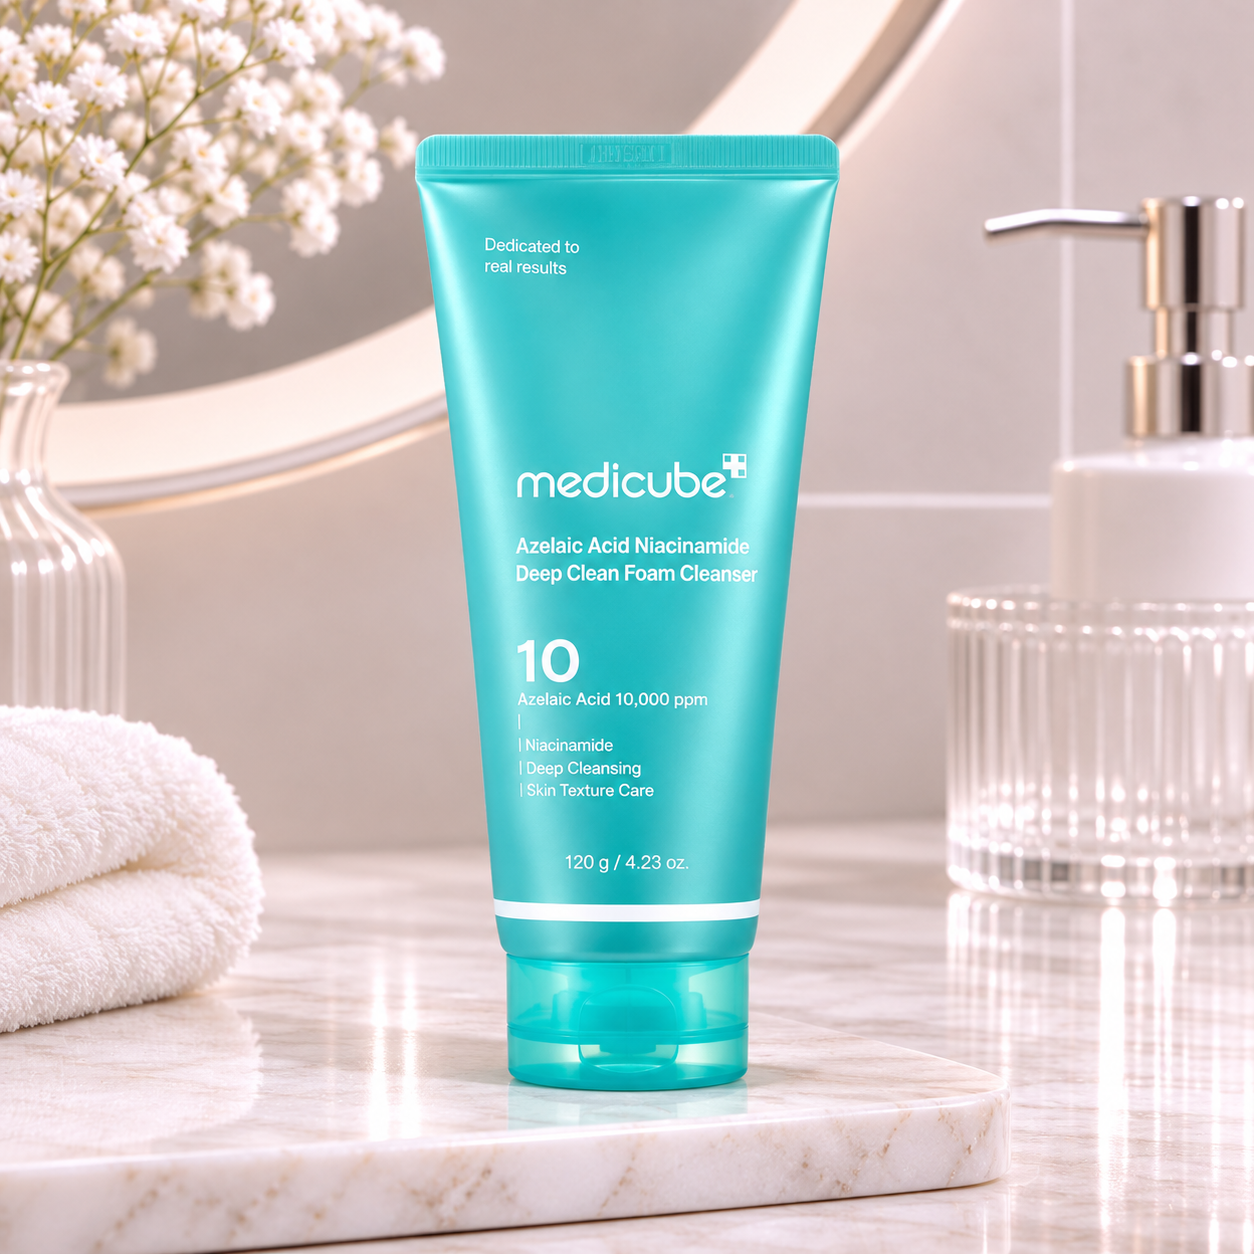 Dedicated to
real results
medicube
Azelaic Acid Niacinamide
Deep Clean Foam Cleanser
10
Azelaic Acid 10,000 ppm
|
| Niacinamide
| Deep Cleansing
| Skin Texture Care
120 g / 4.23 oz.